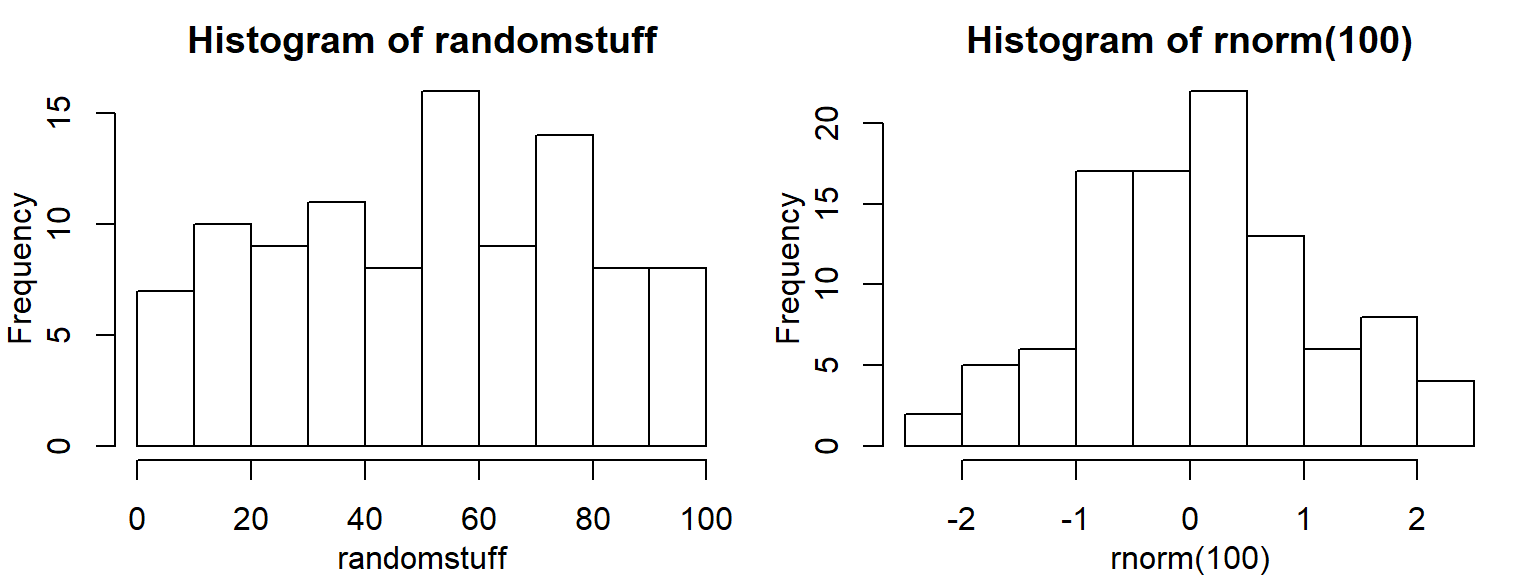 Histogram of randomstuff
Frequency
15
10
5
0
0 20 40 60 80 100
randomstuff
Histogram of rnorm(100)
Frequency
20
15
10
5
0
-2 -1 0 1 2
rnorm(100)